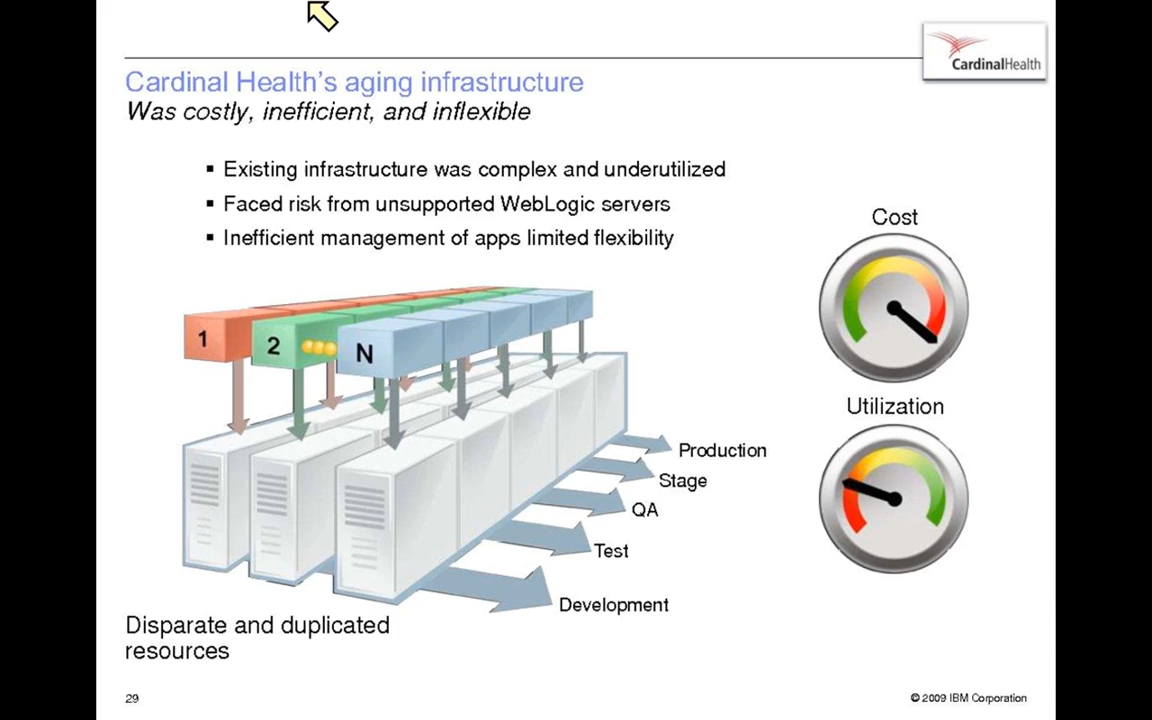 CardinalHealth
Cardinal Health's aging infrastructure
Was costly, inefficient, and inflexible
▪ Existing infrastructure was complex and underutilized
▪ Faced risk from unsupported WebLogic servers
▪ Inefficient management of apps limited flexibility
Cost
1
2
N
Utilization
Production
Stage
QA
Test
Development
Disparate and duplicated
resources
29
© 2009 IBM Corporation